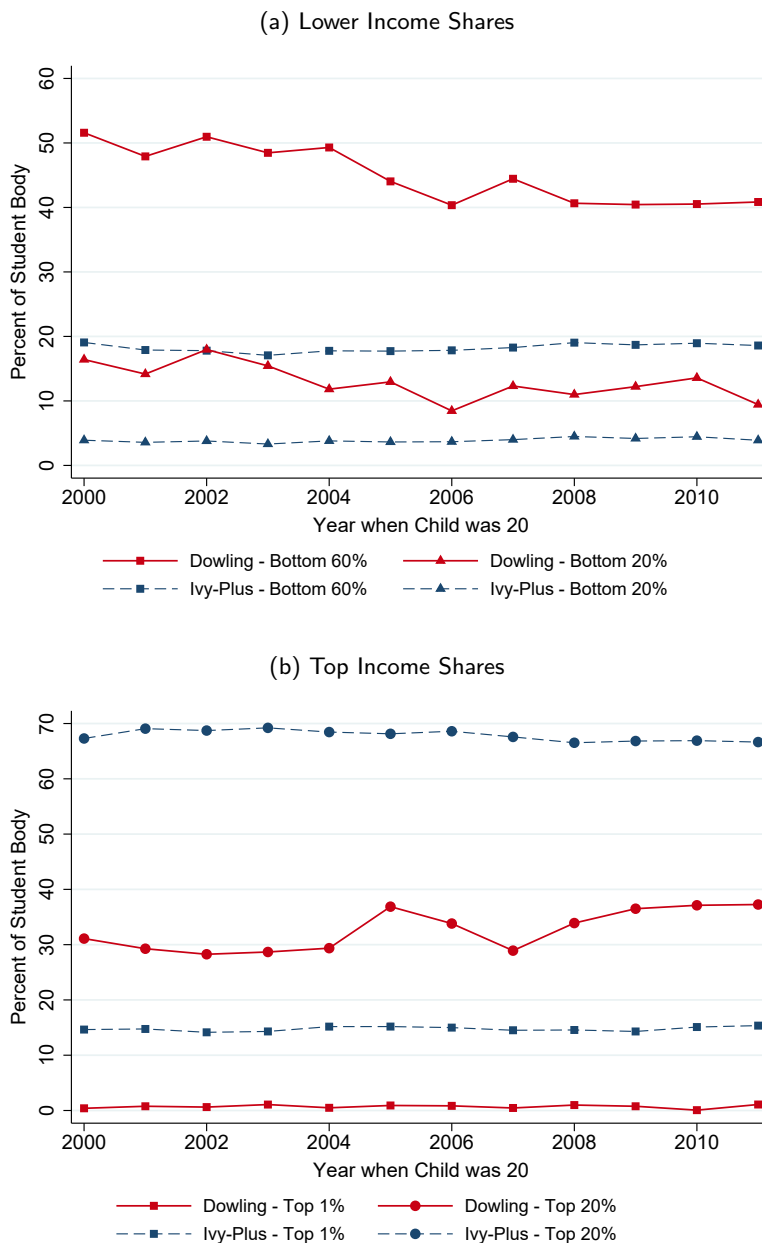 (a) Lower Income Shares
60
50
40
30
20
10
0
Percent of Student Body
2000 2002 2004 2006 2008 2010
Year when Child was 20
Dowling - Bottom 60% Dowling - Bottom 20%
Ivy-Plus - Bottom 60% Ivy-Plus - Bottom 20%
(b) Top Income Shares
70
60
50
40
30
20
10
0
Percent of Student Body
2000 2002 2004 2006 2008 2010
Year when Child was 20
Dowling - Top 1% Dowling - Top 20%
Ivy-Plus - Top 1% Ivy-Plus - Top 20%